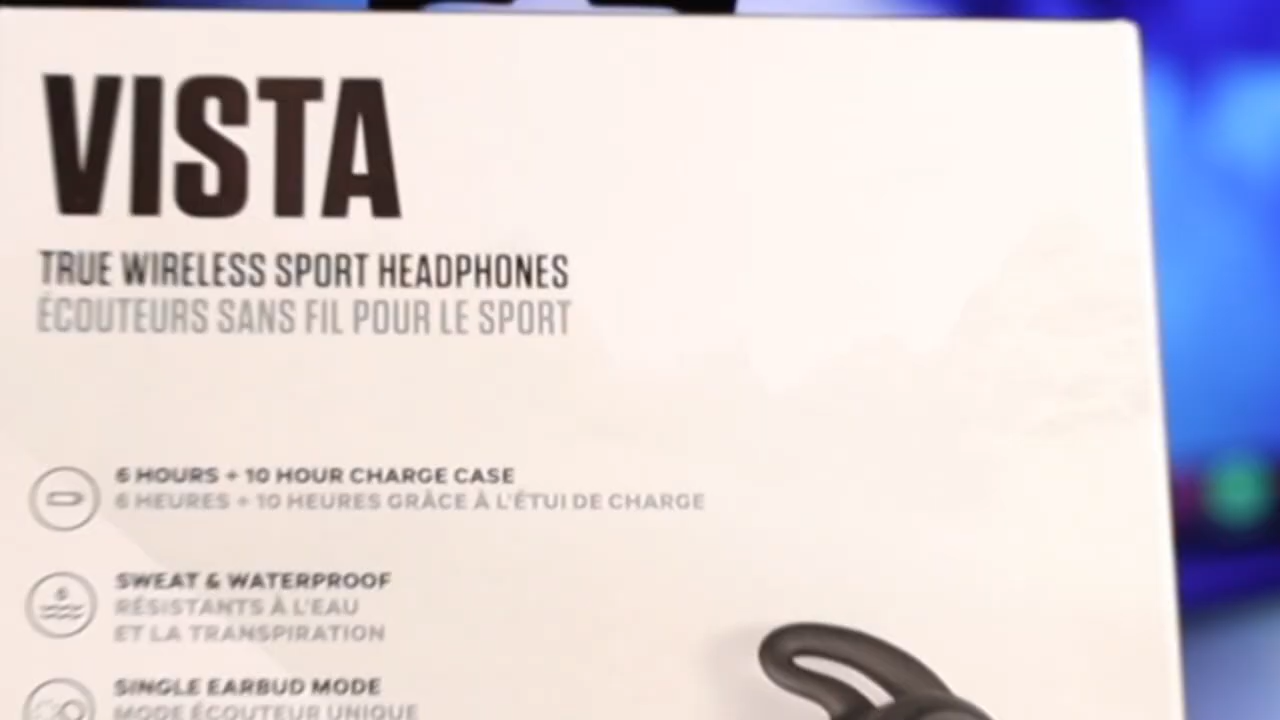 VISTA
TRUE WIRELESS SPORT HEADPHONES
ÉCOUTEURS SANS FIL POUR LE SPORT
6 HOURS + 10 HOUR CHARGE CASE
6 HEURES + 10 HEURES GRÂCE À L'ÉTUI DE CHARGE
SWEAT & WATERPROOF
RÉSISTANTS À L'EAU
ET LA TRANSPIRATION
SINGLE EARBUD MODE
MODE ÉCOUTEUR UNIQUE